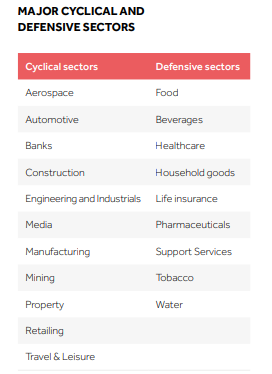 MAJOR CYCLICAL AND
DEFENSIVE SECTORS
Cyclical sectors Defensive sectors
Aerospace Food
Automotive Beverages
Banks Healthcare
Construction Household goods
Engineering and Industrials Life insurance
Media Pharmaceuticals
Manufacturing Support Services
Mining Tobacco
Property Water
Retailing
Travel & Leisure